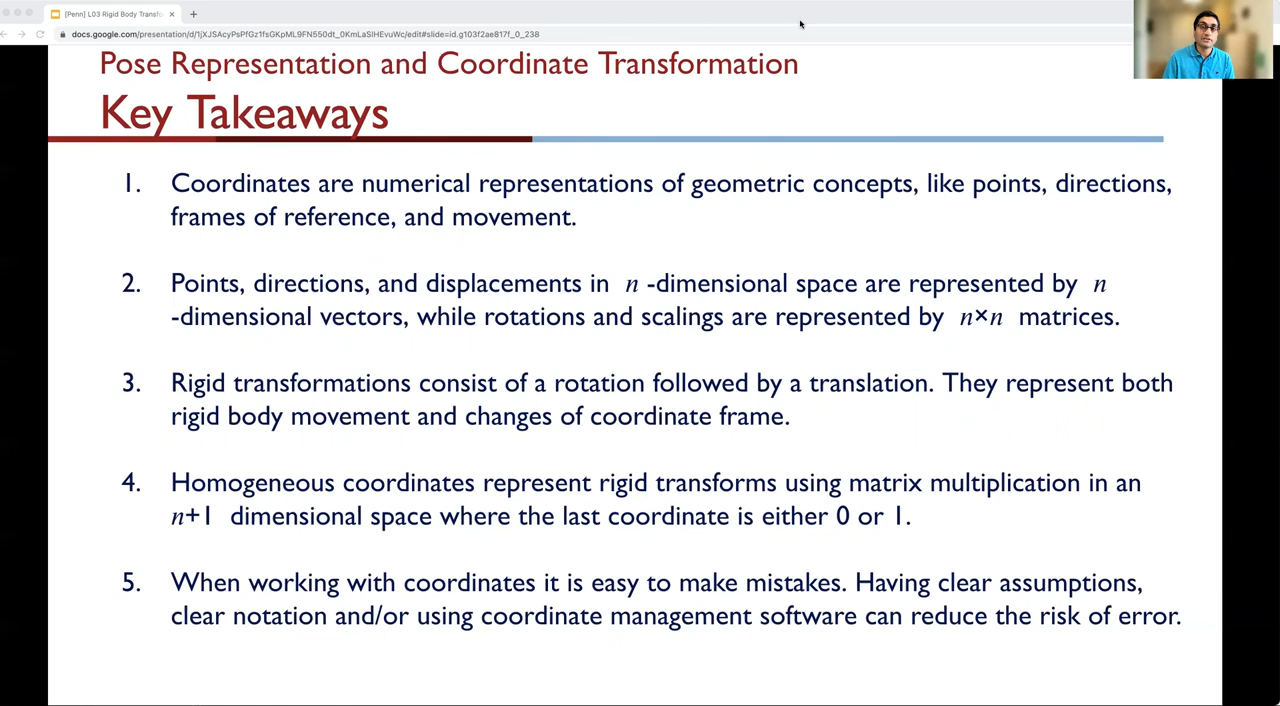 [Penn] L03 Rigid Body Transfo
docs.google.com/presentation/d/1jXJSAcyPsPfGz1fsGKpML9FN550dt_0KmLaSIHEvuWc/edit#slide=id.g103f2ae817f_0_238
Pose Representation and Coordinate Transformation
Key Takeaways
1. Coordinates are numerical representations of geometric concepts, like points, directions,
frames of reference, and movement.
2. Points, directions, and displacements in n -dimensional space are represented by n
-dimensional vectors, while rotations and scalings are represented by n×n matrices.
3. Rigid transformations consist of a rotation followed by a translation. They represent both
rigid body movement and changes of coordinate frame.
4. Homogeneous coordinates represent rigid transforms using matrix multiplication in an
n+1 dimensional space where the last coordinate is either 0 or 1.
5. When working with coordinates it is easy to make mistakes. Having clear assumptions,
clear notation and/or using coordinate management software can reduce the risk of error.